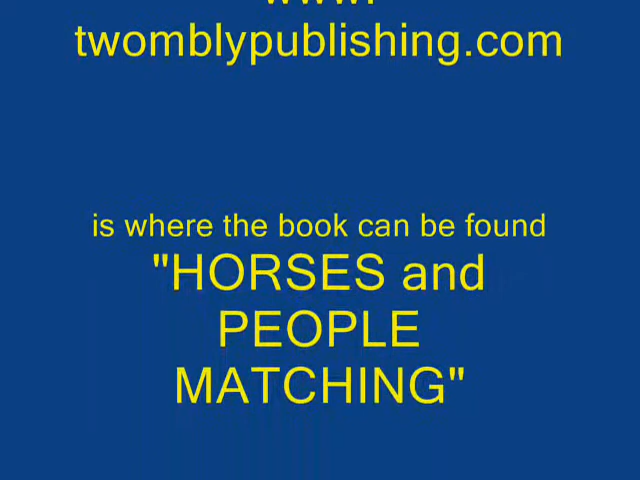 twomblypublishing.com
is where the book can be found
"HORSES and
PEOPLE
MATCHING"